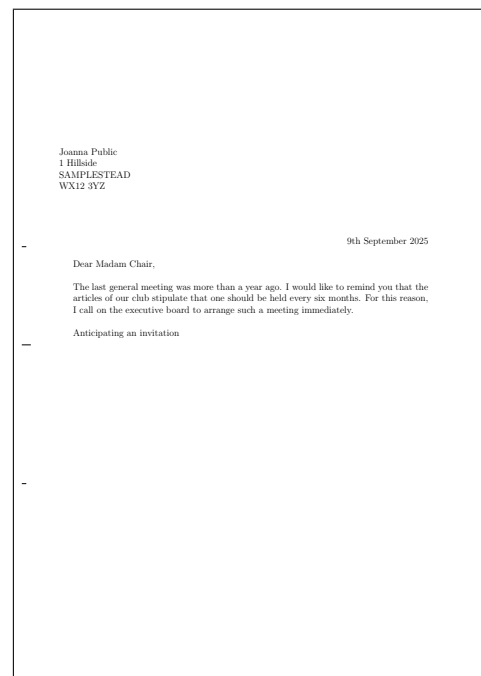 Joanna Public
1 Hillside
SAMPLESTEAD
WX12 3YZ
9th September 2025
Dear Madam Chair,
The last general meeting was more than a year ago. I would like to remind you that the
articles of our club stipulate that one should be held every six months. For this reason,
I call on the executive board to arrange such a meeting immediately.
Anticipating an invitation